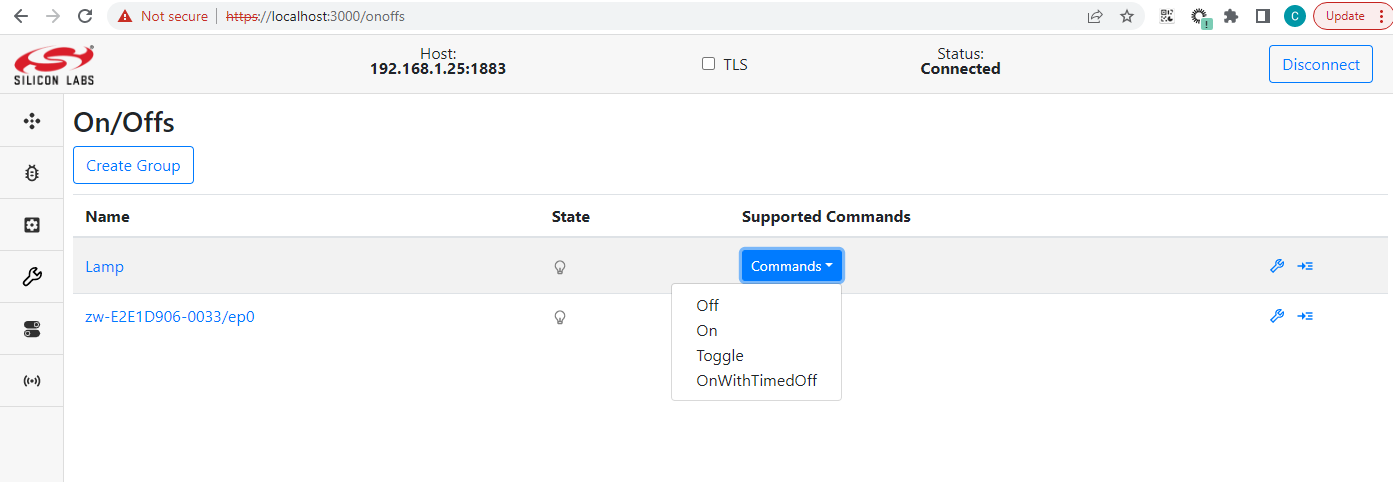 Not secure https://localhost:3000/onoffs C Update
SILICON LABS
Host:
192.168.1.25:1883
TLS
Status:
Connected
Disconnect
On/Offs
Create Group
Name State Supported Commands
Lamp Commands
Off
On
Toggle
OnWithTimedOff
zw-E2E1D906-0033/ep0